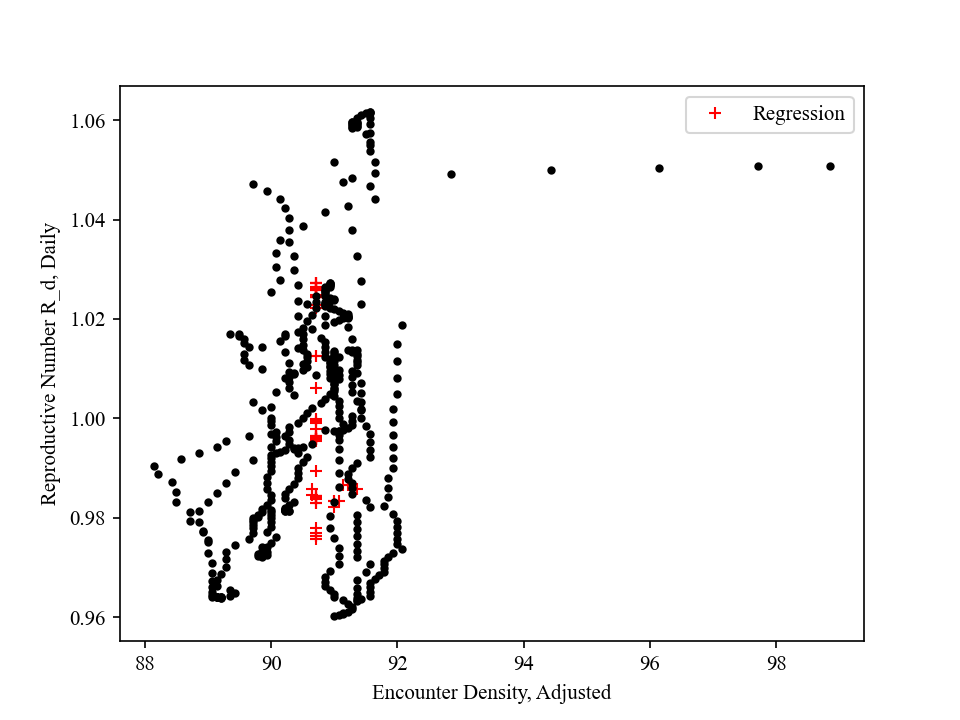 Regression
1.06
1.04
1.02
1.00
0.98
0.96
Reproductive Number R_d, Daily
88 90 92 94 96 98
Encounter Density, Adjusted